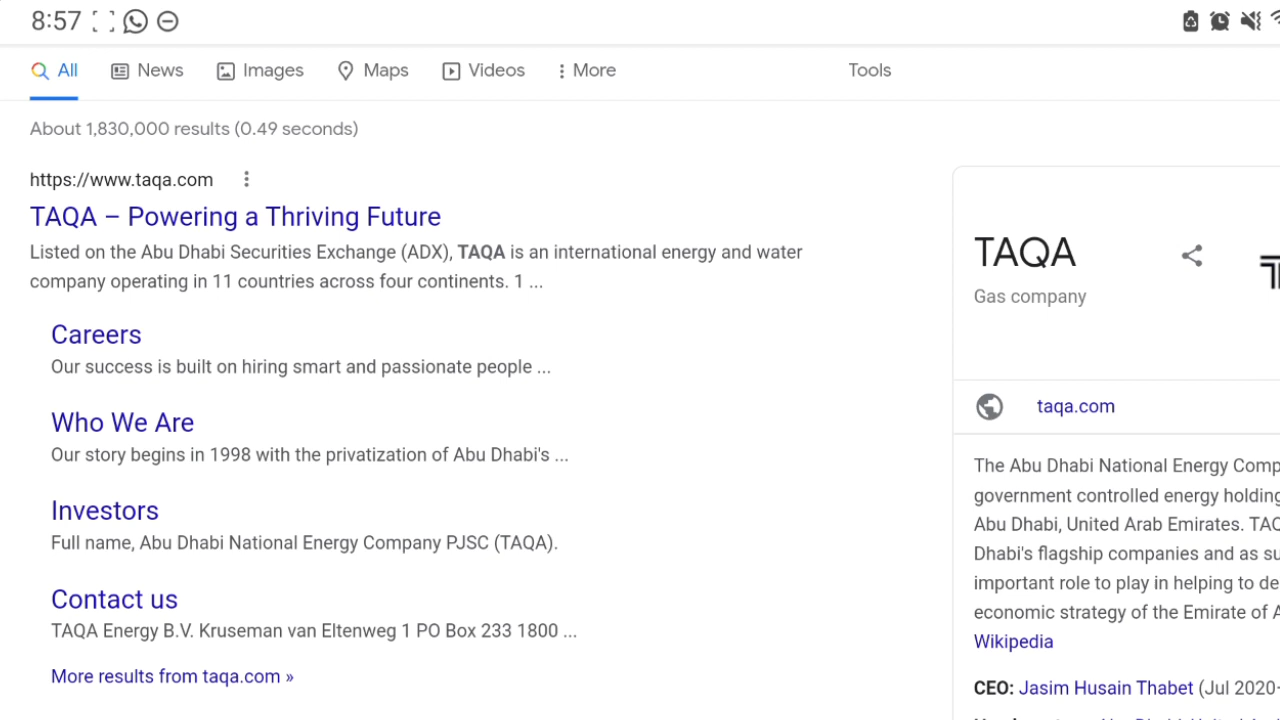 8:57
All
News
Images
Maps
Videos
More
Tools
About 1,830,000 results (0.49 seconds)
https://www.taqa.com
TAQA – Powering a Thriving Future
Listed on the Abu Dhabi Securities Exchange (ADX), TAQA is an international energy and water
company operating in 11 countries across four continents. 1 ...
Careers
Our success is built on hiring smart and passionate people ...
Who We Are
Our story begins in 1998 with the privatization of Abu Dhabi's ...
Investors
Full name, Abu Dhabi National Energy Company PJSC (TAQA).
Contact us
TAQA Energy B.V. Kruseman van Eltenweg 1 PO Box 233 1800 ...
More results from taqa.com »
TAQA
Gas company
taqa.com
The Abu Dhabi National Energy
government controlled energy
Abu Dhabi, United Arab Emirates.
Dhabi's flagship companies and as
important role to play in helping to
economic strategy of the Emirate of
Wikipedia
CEO: Jasim Husain Thabet (Jul 2020-